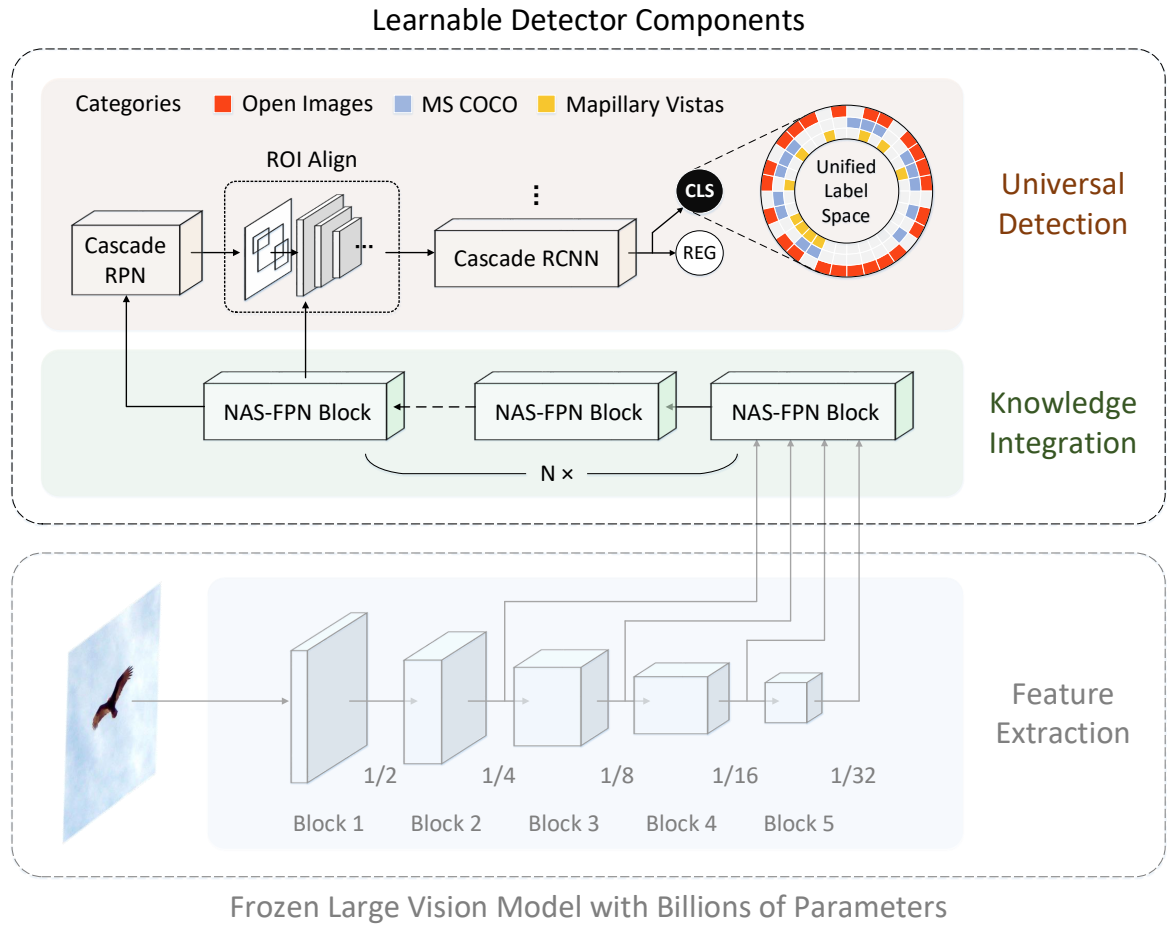 Learnable Detector Components
Categories Open Images MS COCO Mapillary Vistas
ROI Align
Cascade
RPN
...
Cascade RCNN
...
CLS
REG
Unified
Label
Space
Universal
Detection
NAS-FPN Block
NAS-FPN Block
NAS-FPN Block
N ×
Knowledge
Integration
1/2
1/4
1/8
1/16
1/32
Block 1
Block 2
Block 3
Block 4
Block 5
Feature
Extraction
Frozen Large Vision Model with Billions of Parameters